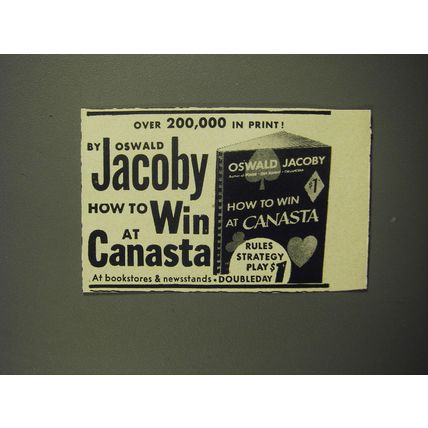 OVER 200,000 IN PRINT!
BY OSWALD
Jacoby
HOW TO Win
AT
Canasta
At bookstores & newsstands • DOUBLEDAY
OSWALD JACOBY
$1
HOW TO WIN
AT CANASTA
RULES
STRATEGY
PLAY $1